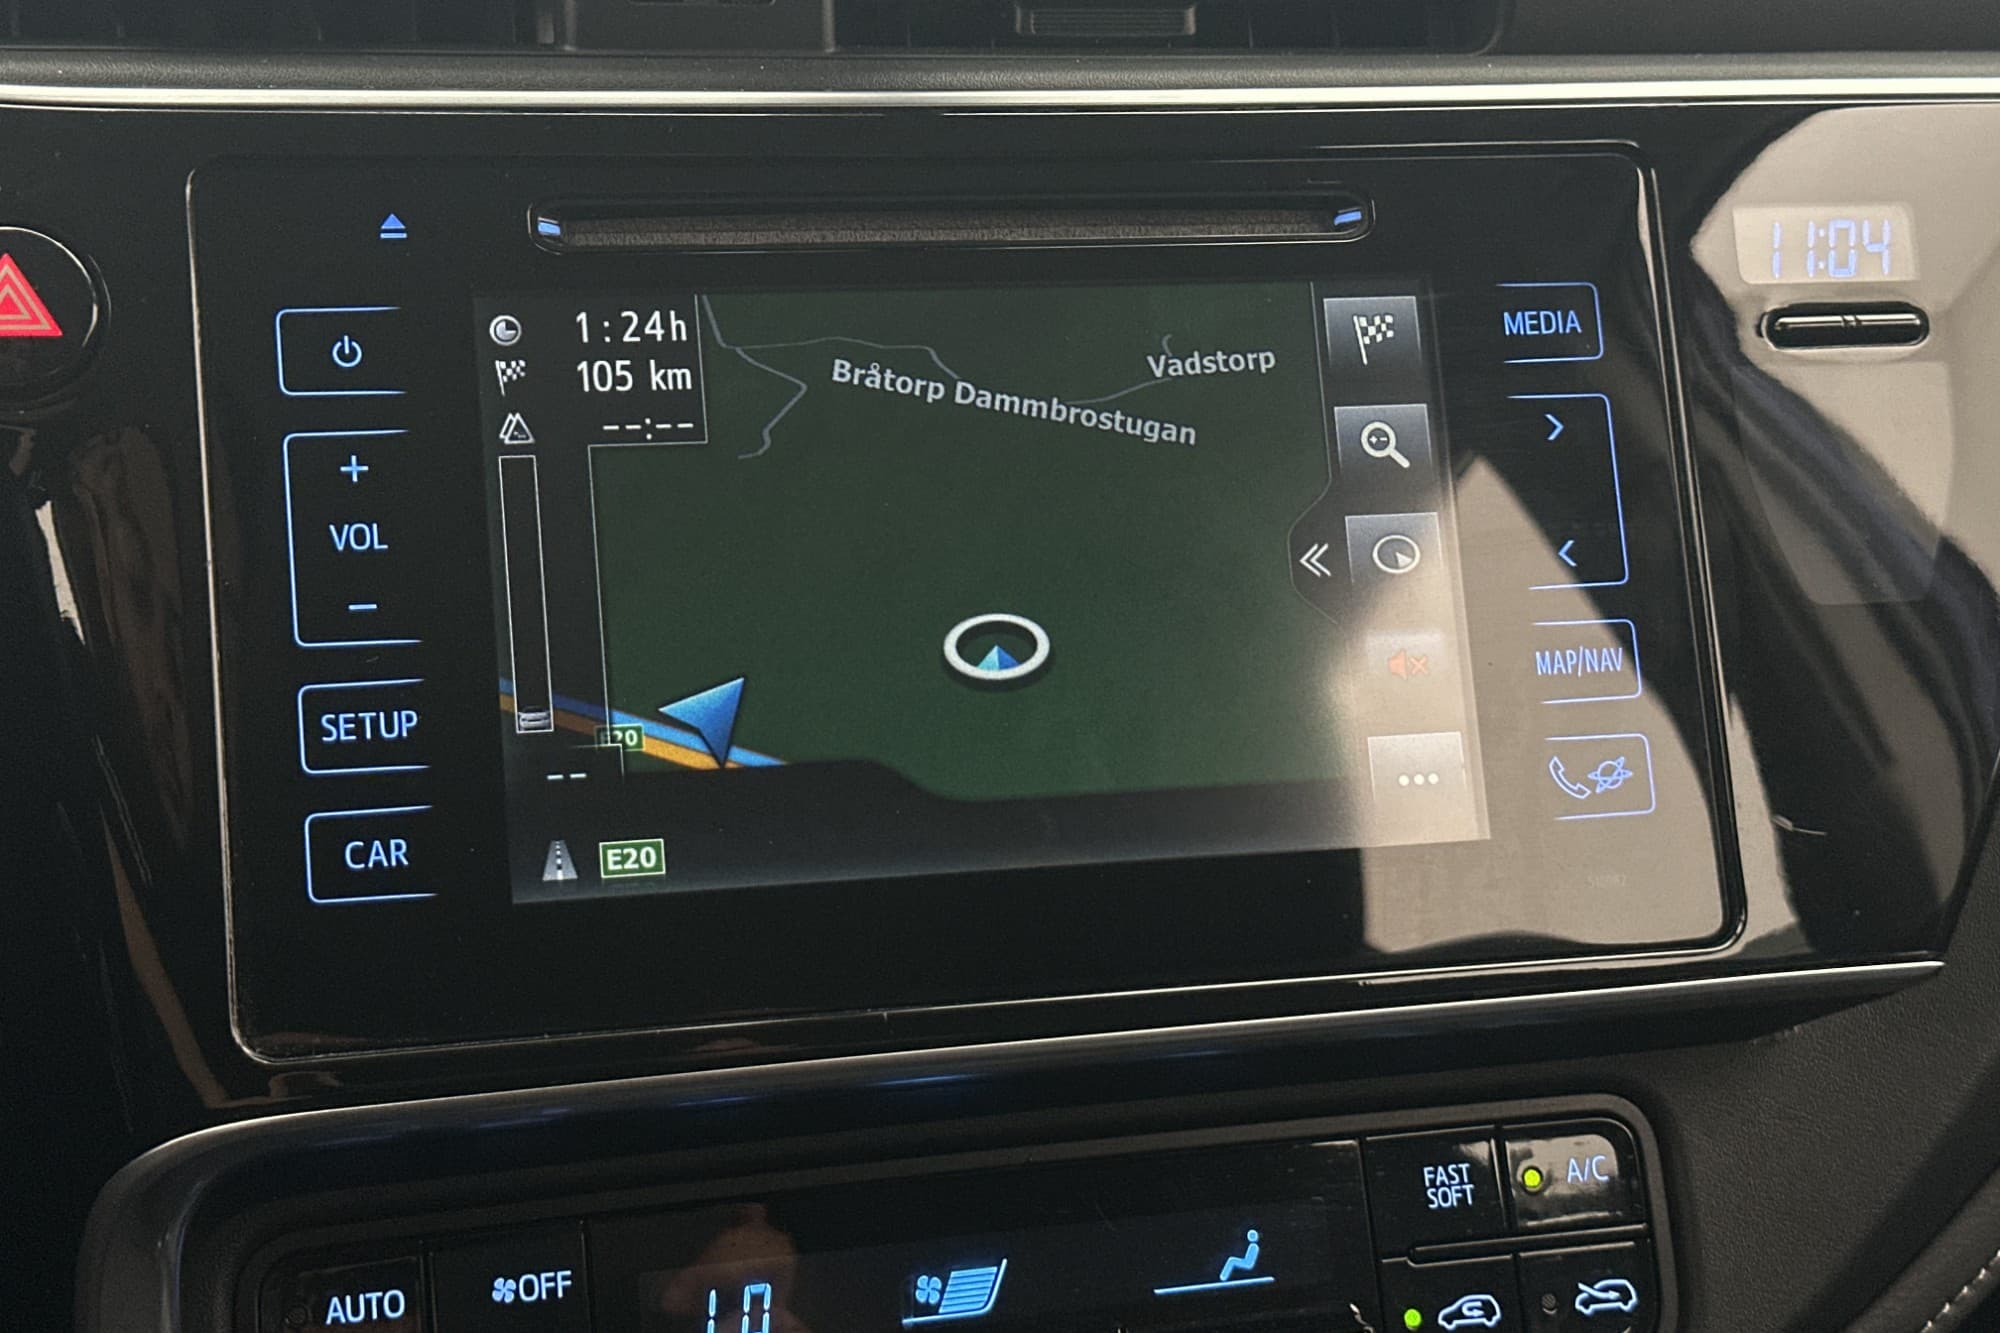 11:04
1:24h
105 km
--:--
Bråtorp Dammbrostugan
Vadstorp
MEDIA
+
VOL
-
SETUP
CAR
E20
--
E20
MAP/NAV
FAST
SOFT
A/C
AUTO
OFF